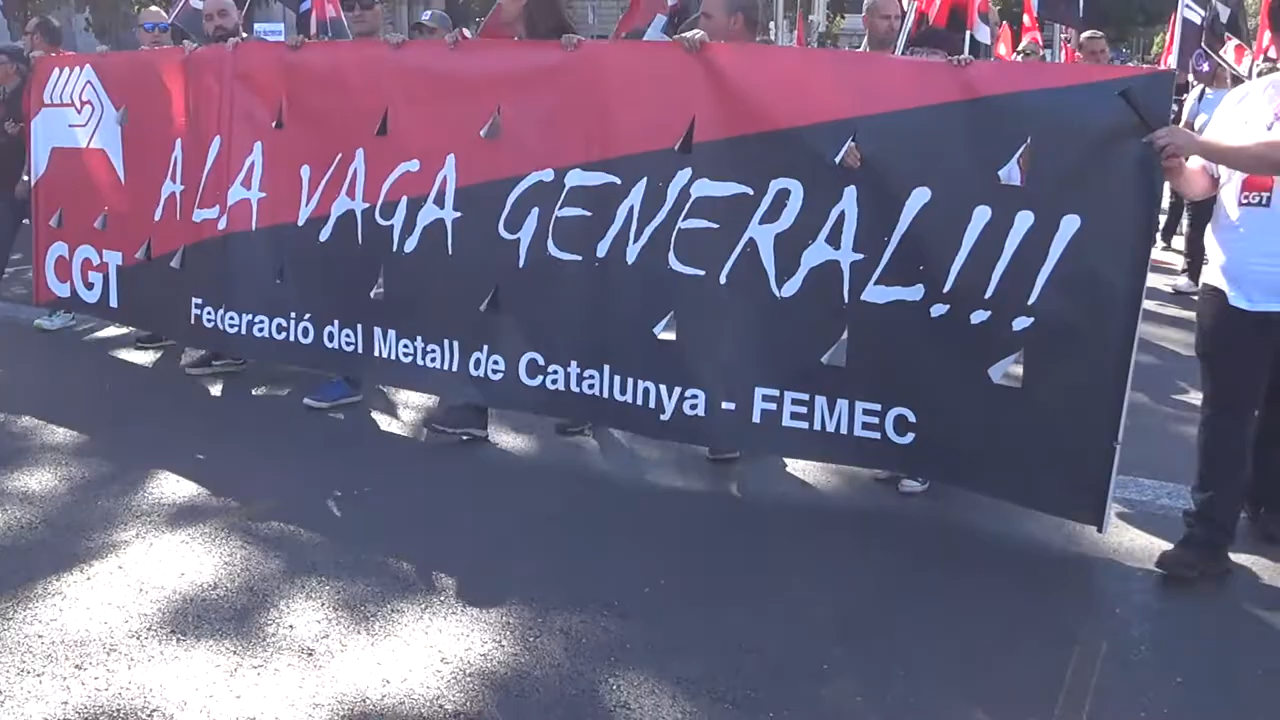 A LA VAGA GENERAL!!!
CGT
Federació del Metall de Catalunya - FEMEC
CGT